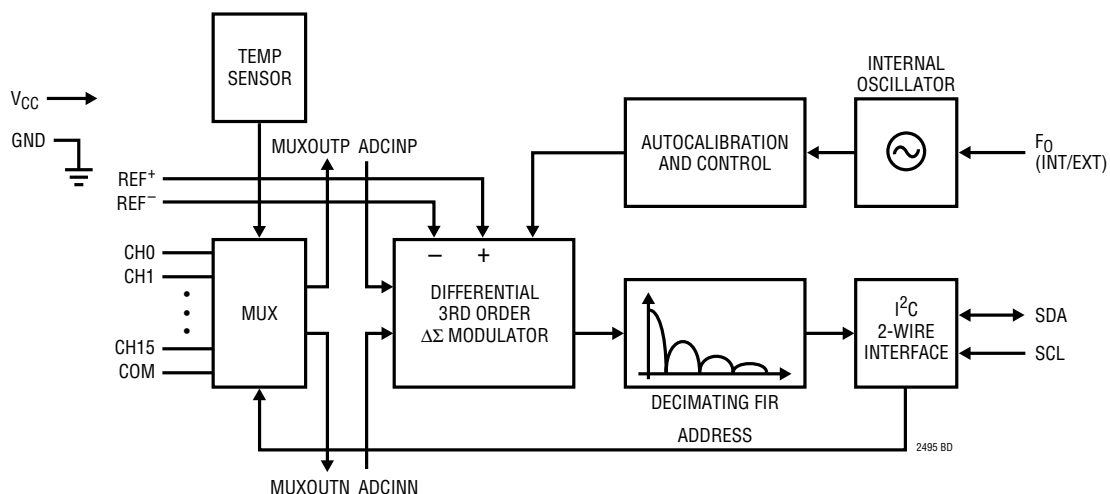 TEMP
SENSOR
INTERNAL
OSCILLATOR
VCC
GND
MUXOUTP ADCINP
AUTOCALIBRATION
AND CONTROL
FO
(INT/EXT)
REF+
REF–
– +
CH0
CH1
•
•
•
CH15
COM
MUX
DIFFERENTIAL
3RD ORDER
ΔΣ MODULATOR
I2C
2-WIRE
INTERFACE
SDA
SCL
DECIMATING FIR
ADDRESS
2495 BD
MUXOUTN ADCINN